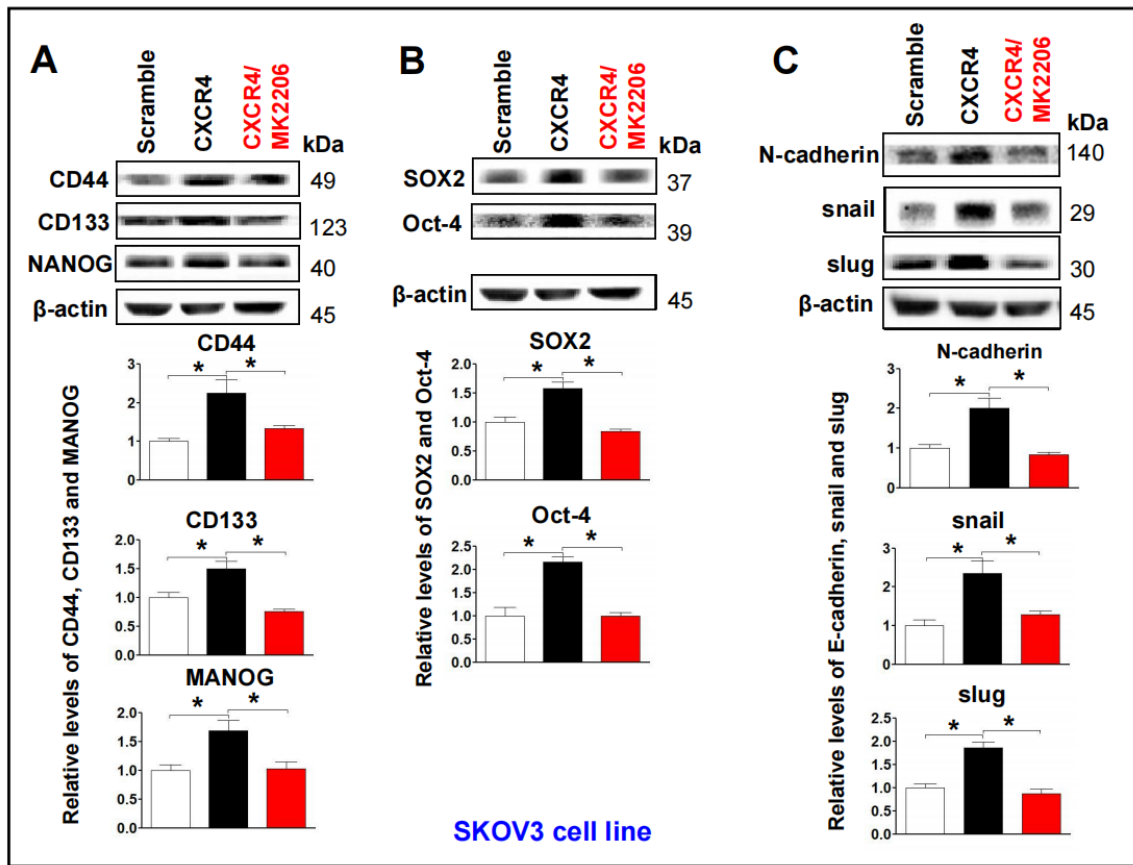 A
Scramble
CXCR4
CXCR4/
MK2206
kDa
CD44
49
CD133
123
NANOG
40
β-actin
45
Relative levels of CD44, CD133 and MANOG
CD44
3
2
1
0
* *
CD133
2.0
1.5
1.0
0.5
0.0
* *
MANOG
2.0
1.5
1.0
0.5
0.0
* *
B
Scramble
CXCR4
CXCR4/
MK2206
kDa
SOX2
37
Oct-4
39
β-actin
45
Relative levels of SOX2 and Oct-4
SOX2
2.0
1.5
1.0
0.5
0.0
* *
Oct-4
2.5
2.0
1.5
1.0
0.5
0.0
* *
C
Scramble
CXCR4
CXCR4/
MK2206
kDa
N-cadherin
140
snail
29
slug
30
β-actin
45
Relative levels of E-cadherin, snail and slug
N-cadherin
3
2
1
0
* *
snail
3
2
1
0
* *
slug
2.5
2.0
1.5
1.0
0.5
0.0
* *
SKOV3 cell line